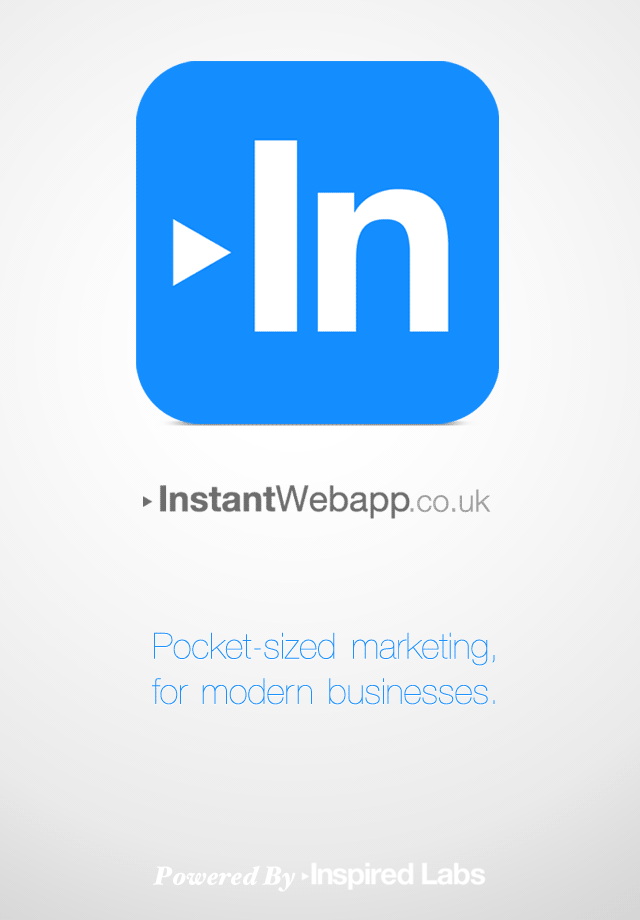 In
InstantWebapp.co.uk
Pocket-sized marketing,
for modern businesses.
Powered By Inspired Labs